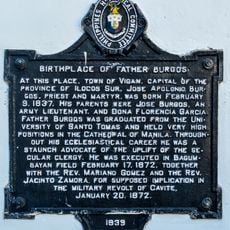 BIRTHPLACE OF FATHER BURGOS
AT THIS PLACE, TOWN OF VIGAN, CAPITAL OF THE
PROVINCE OF ILOCOS SUR, JOSE APOLONIO BUR-
GOS, PRIEST AND MARTYR, WAS BORN FEBRUARY
9, 1837. HIS PARENTS WERE JOSE BURGOS, AN
ARMY LIEUTENANT, AND DOÑA FLORENCIA GARCIA.
FATHER BURGOS WAS GRADUATED FROM THE UNI-
VERSITY OF SANTO TOMAS AND HELD VERY HIGH
POSITIONS IN THE CATHEDRAL OF MANILA. THROUGH-
OUT HIS ECCLESIASTICAL CAREER HE WAS A
STAUNCH ADVOCATE OF THE UPLIFT OF THE SE-
CULAR CLERGY. HE WAS EXECUTED IN BAGUM-
BAYAN FIELD FEBRUARY 17, 1872, TOGETHER
WITH THE REV. MARIANO GOMEZ AND THE REV.
JACINTO ZAMORA, FOR SUPPOSED IMPLICATION IN
THE MILITARY REVOLT OF CAVITE,
JANUARY 20, 1872.
1939